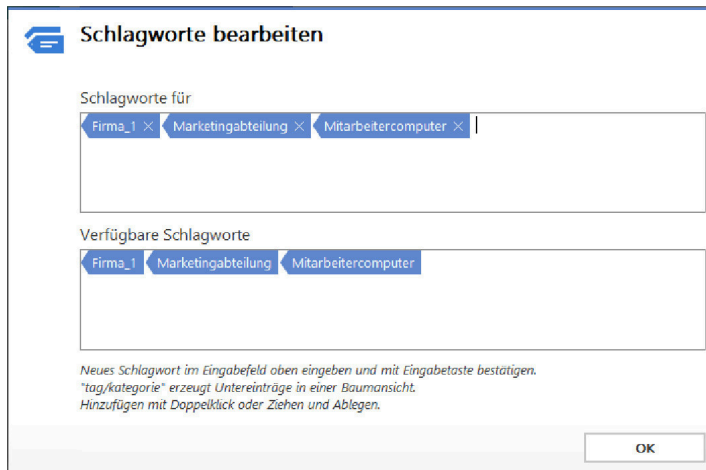 Schlagworte bearbeiten
Schlagworte für
Firma_1 × Marketingabteilung × Mitarbeitercomputer ×
Verfügbare Schlagworte
Firma_1 Marketingabteilung Mitarbeitercomputer
Neues Schlagwort im Eingabefeld oben eingeben und mit Eingabetaste bestätigen.
"tag/kategorie" erzeugt Untereinträge in einer Baumansicht.
Hinzufügen mit Doppelklick oder Ziehen und Ablegen.
OK